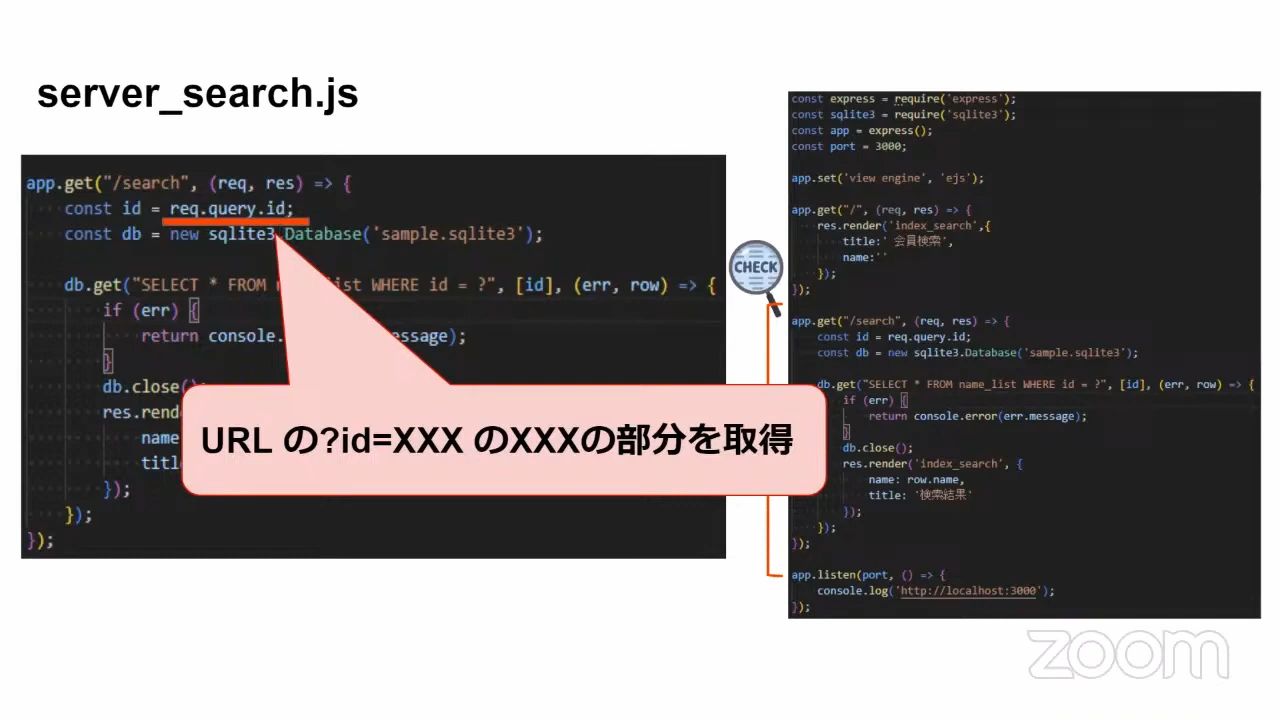 server_search.js
app.get("/search", (req, res) => {
const id = req.query.id;
const db = new sqlite3.Database('sample.sqlite3');
db.get("SELECT * FROM name_list WHERE id = ?", [id], (err, row) => {
if (err) {
return console.    essage);
}
db.close();
res.rende
name
title
});
});
});
URL の?id=XXX のXXXの部分を取得
CHECK
const express = require('express');
const sqlite3 = require('sqlite3');
const app = express();
const port = 3000;
app.set('view engine', 'ejs');
app.get("/", (req, res) => {
res.render('index_search',{
title:' 会員検索',
name:''
});
});
app.get("/search", (req, res) => {
const id = req.query.id;
const db = new sqlite3.Database('sample.sqlite3');
db.get("SELECT * FROM name_list WHERE id = ?", [id], (err, row) => {
if (err) {
return console.error(err.message);
}
db.close();
res.render('index_search', {
name: row.name,
title: '検索結果'
});
});
});
app.listen(port, () => {
console.log('http://localhost:3000');
});
zoom